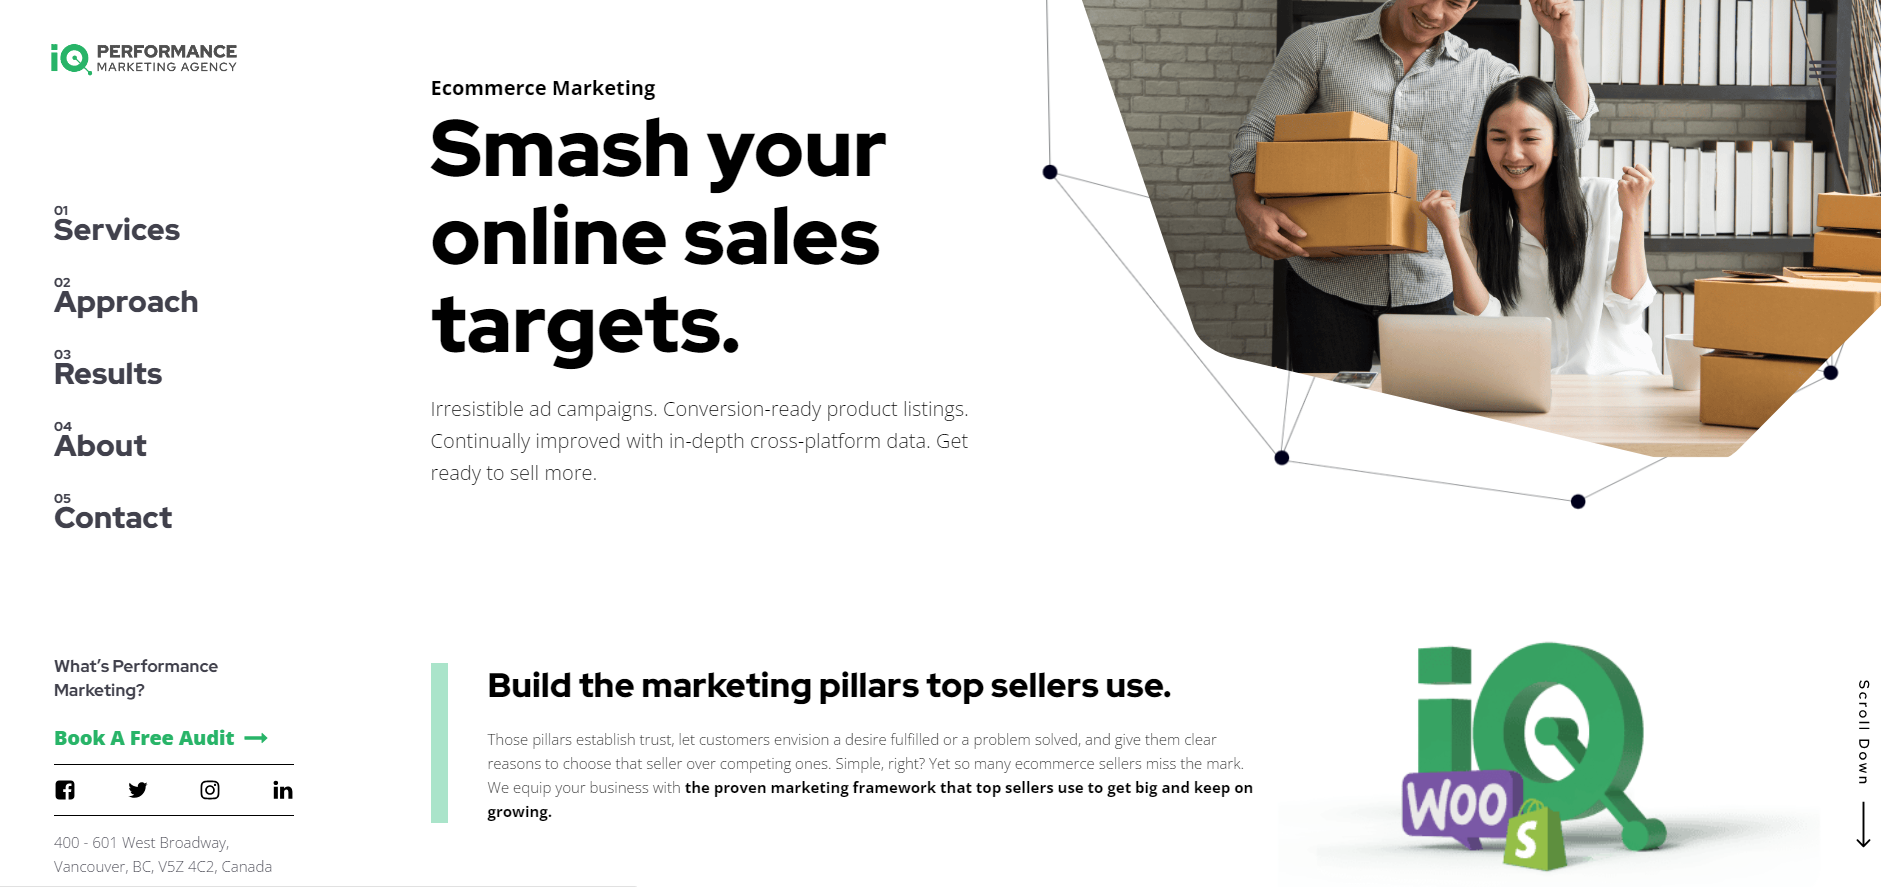 iQ PERFORMANCE
MARKETING AGENCY
01
Services
02
Approach
03
Results
04
About
05
Contact
What's Performance
Marketing?
Book A Free Audit
400 - 601 West Broadway,
Vancouver, BC, V5Z 4C2, Canada
Ecommerce Marketing
Smash your
online sales
targets.
Irresistible ad campaigns. Conversion-ready product listings.
Continually improved with in-depth cross-platform data. Get
ready to sell more.
Build the marketing pillars top sellers use.
Those pillars establish trust, let customers envision a desire fulfilled or a problem solved, and give them clear
reasons to choose that seller over competing ones. Simple, right? Yet so many ecommerce sellers miss the mark.
We equip your business with the proven marketing framework that top sellers use to get big and keep on
growing.
iQ
WOO
S
Scroll Down